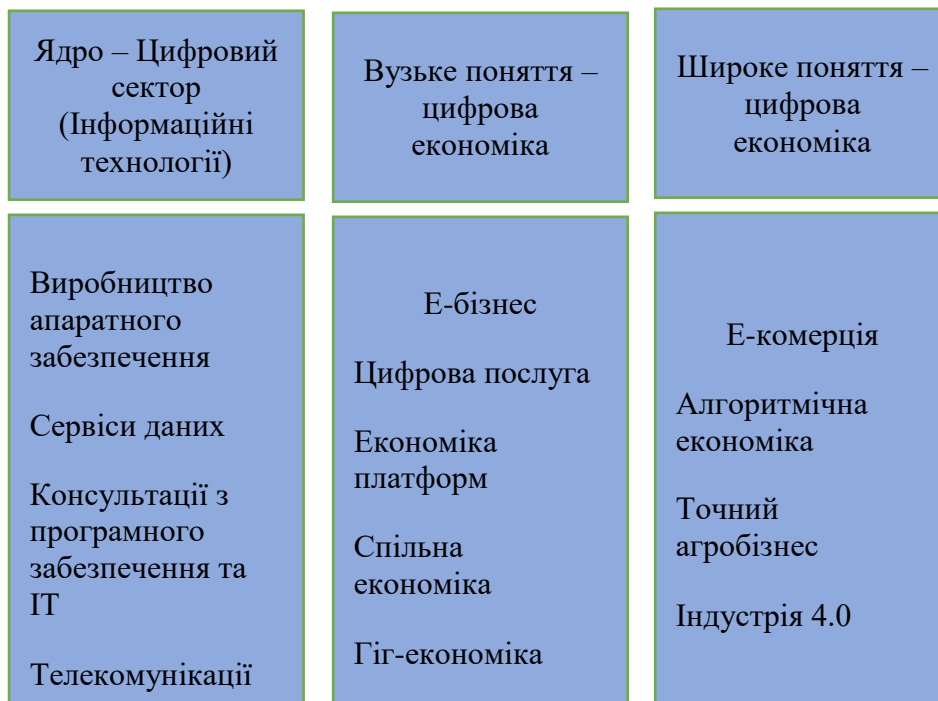 Ядро – Цифровий
сектор
(Інформаційні
технології)
Вузьке поняття –
цифрова
економіка
Широке поняття –
цифрова
економіка
Виробництво
апаратного
забезпечення
Сервіси даних
Консультації з
програмного
забезпечення та
ІТ
Телекомунікації
Е-бізнес
Цифрова послуга
Економіка
платформ
Спільна
економіка
Гіг-економіка
Е-комерція
Алгоритмічна
економіка
Точний
агробізнес
Індустрія 4.0